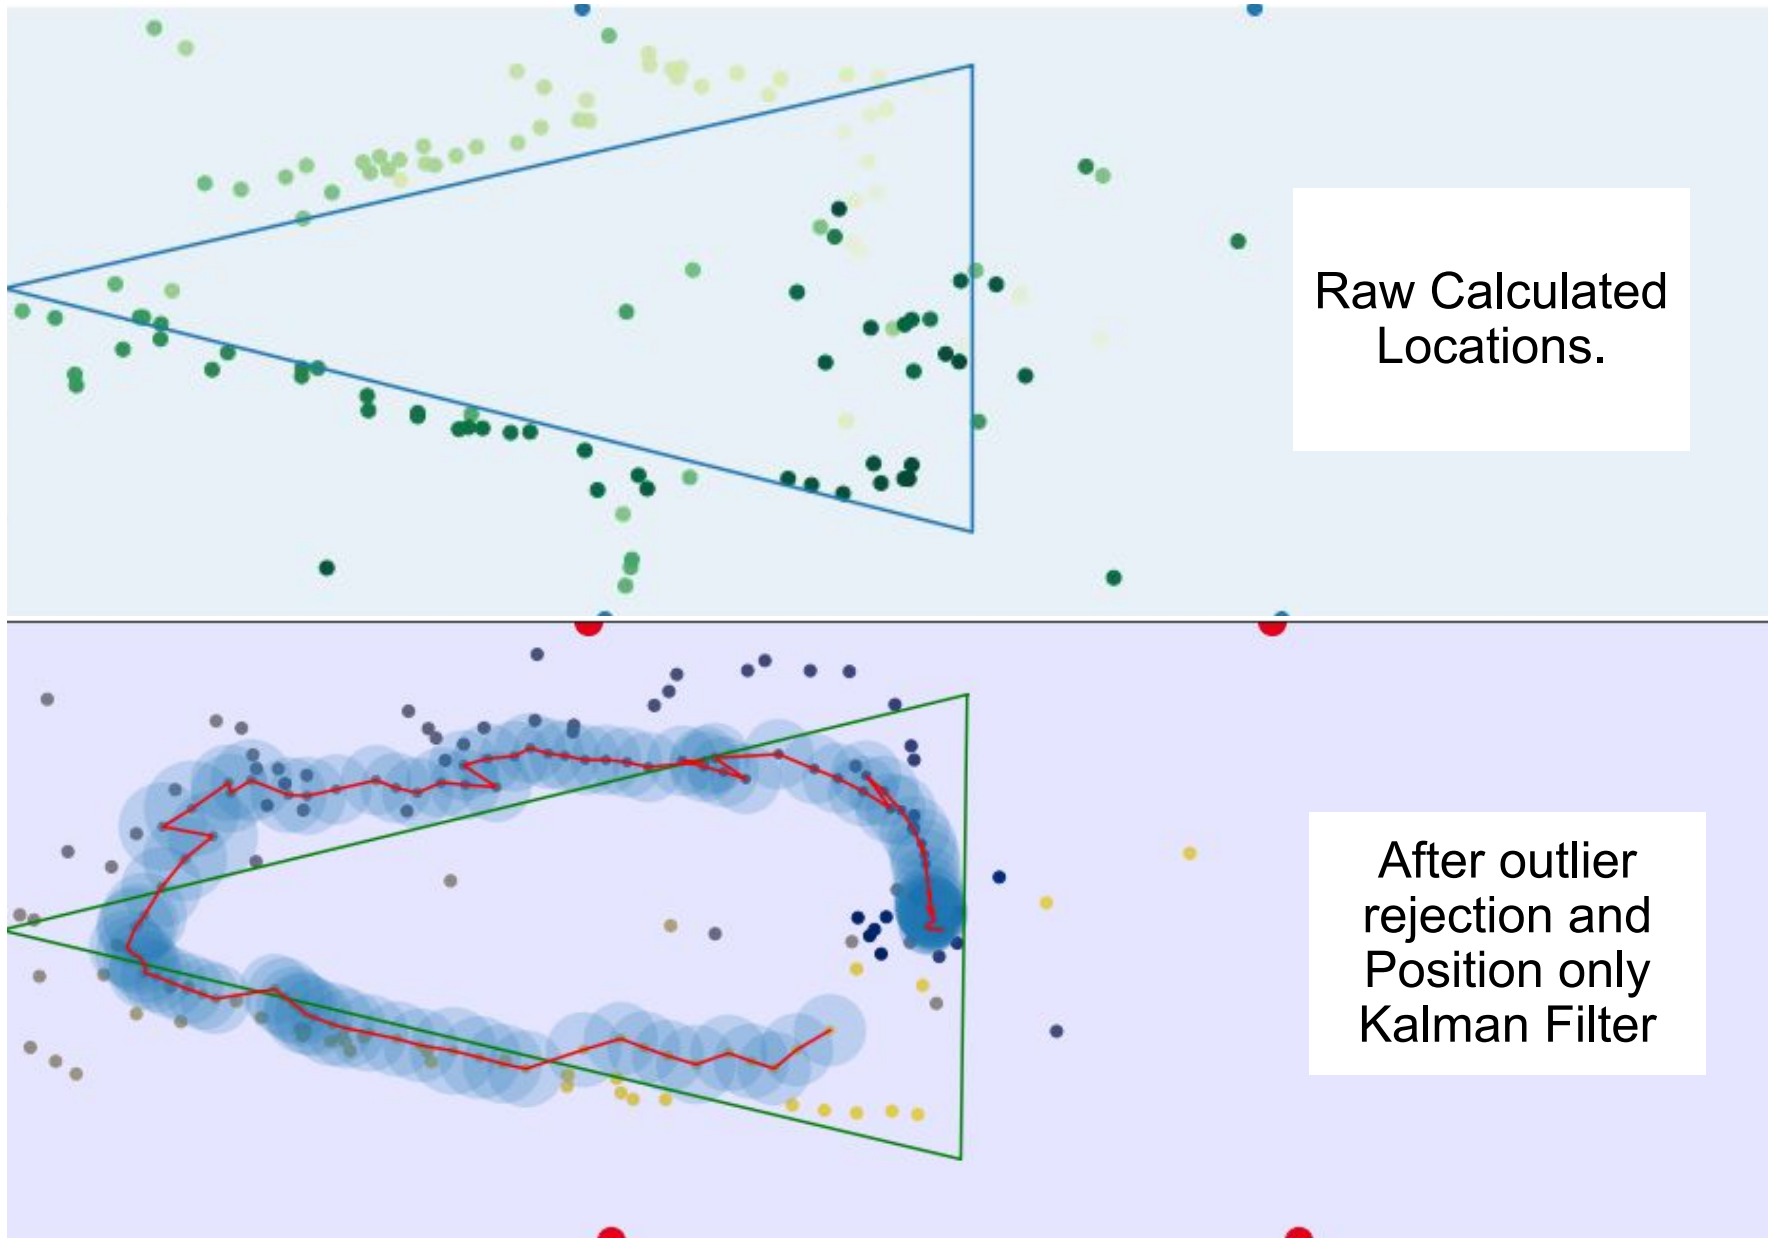 Raw Calculated
Locations.
After outlier
rejection and
Position only
Kalman Filter